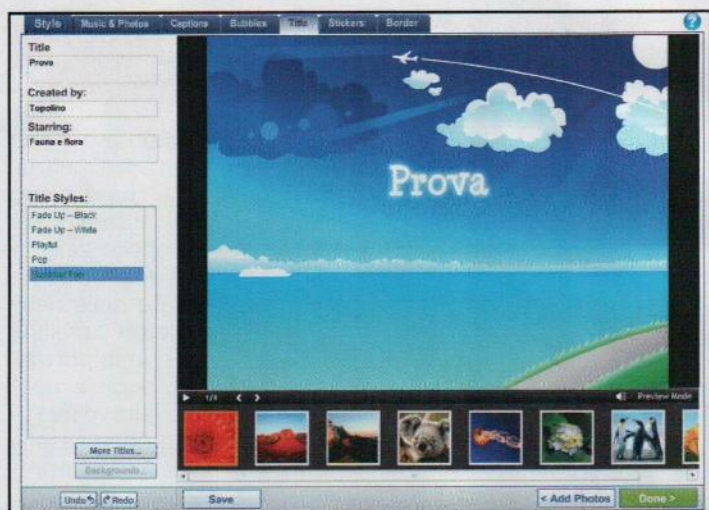 Style Music & Photos Captions Bubbles Title Stickers Border ?
Title
Prova
Created by:
Topolino
Starring:
Fauna e flora
Title Styles:
Fade Up – Black
Fade Up – White
Playful
Pop
Prova
1/9
Preview Mode
More Titles...
Backgrounds...
Undo Redo
Save
< Add Photos
Done >